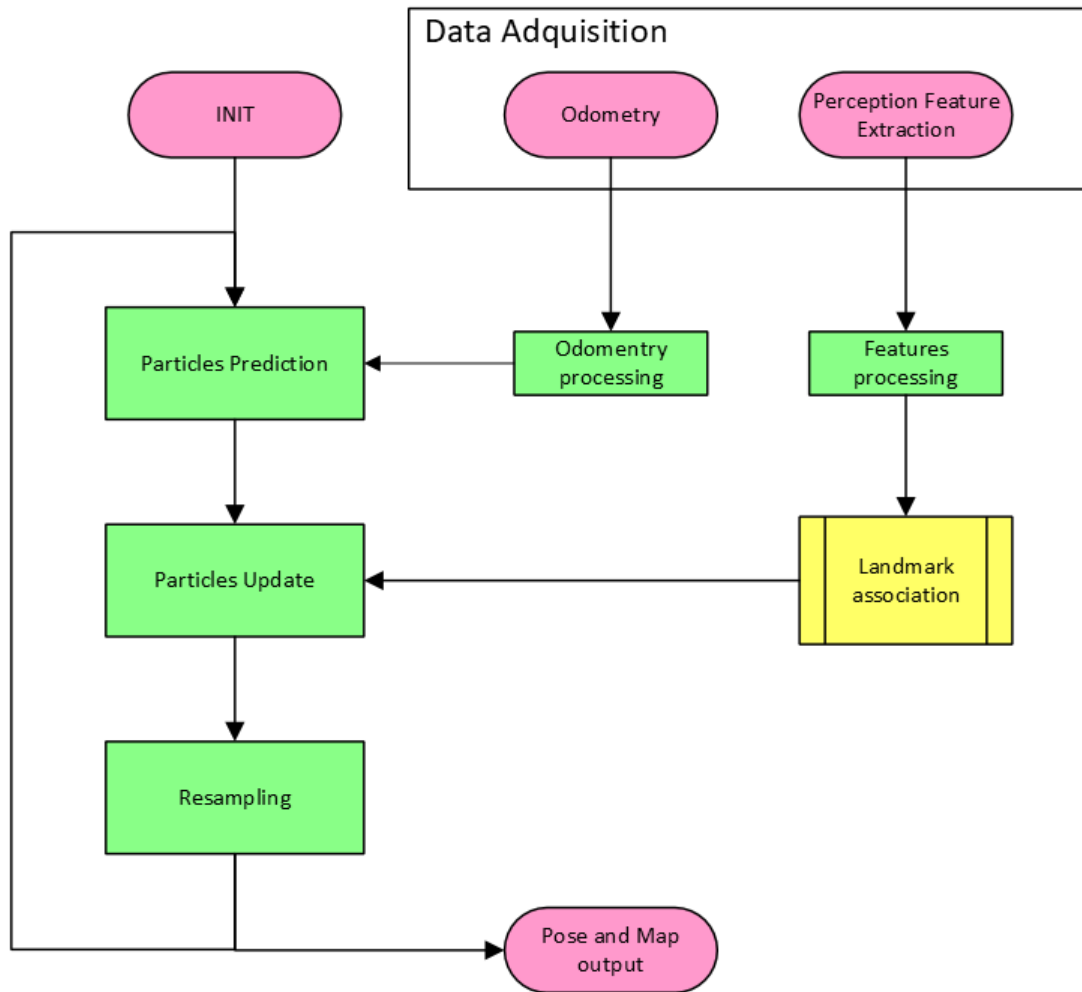 Data Adquisition
INIT
Odometry
Perception Feature
Extraction
Particles Prediction
Odomentry
processing
Features
processing
Particles Update
Landmark
association
Resampling
Pose and Map
output